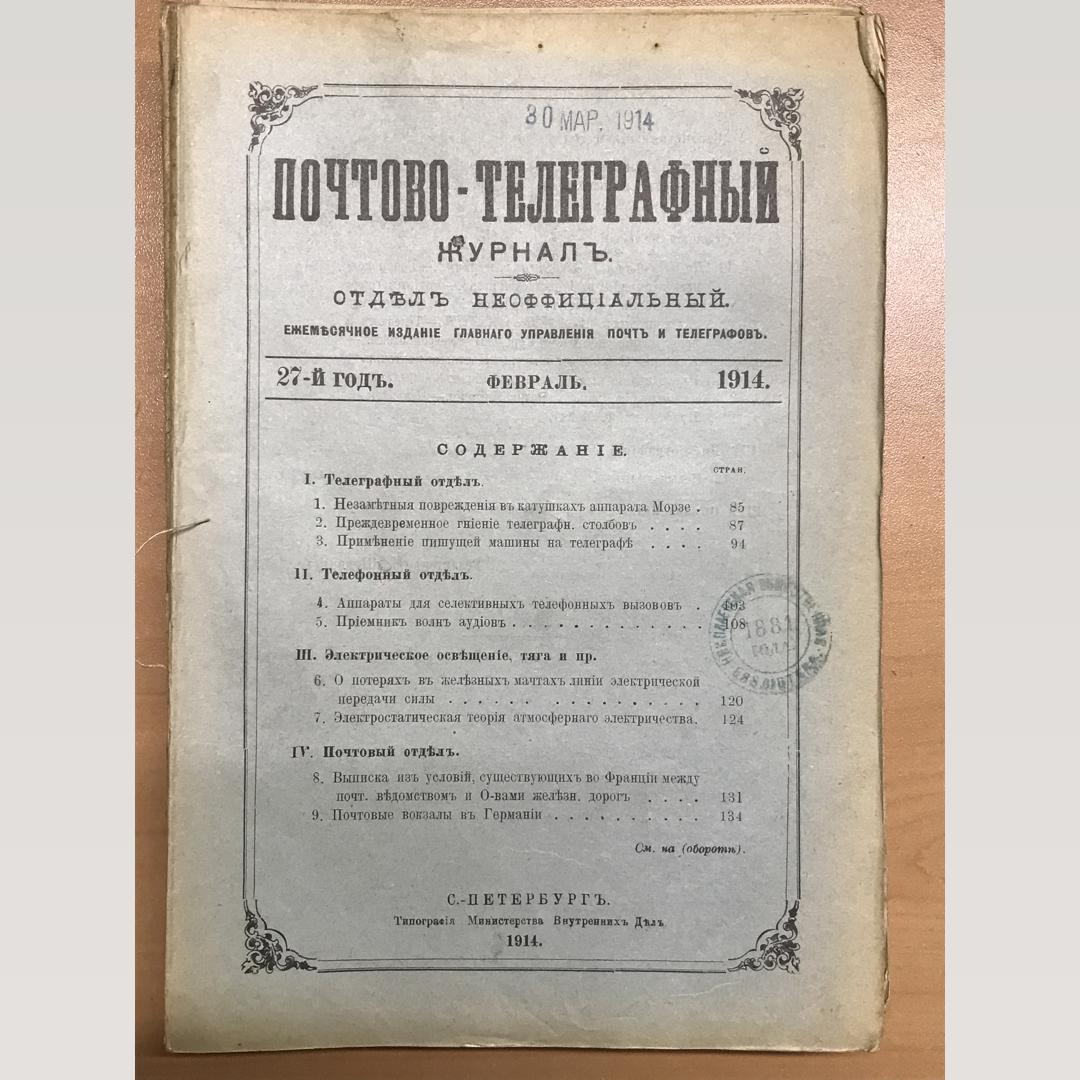 30 МАР. 1914
ПОЧТОВО-ТЕЛЕГРАФНЫЙ
ЖУРНАЛЪ.
ОТДѢЛЪ НЕОФФИЦІАЛЬНЫЙ.
ЕЖЕМѢСЯЧНОЕ ИЗДАНІЕ ГЛАВНАГО УПРАВЛЕНІЯ ПОЧТЪ И ТЕЛЕГРАФОВЪ.
27-Й ГОДЪ. ФЕВРАЛЬ. 1914.
СОДЕРЖАНІЕ.
СТРАН.
I. Телеграфный отдѣлъ.
1. Незамѣтныя поврежденія въ катушкахъ аппарата Морзе . 85
2. Преждевременное гніеніе телеграфн. столбовъ . . . . 87
3. Примѣненіе пишущей машины на телеграфѣ . . . . 94
II. Телефонный отдѣлъ.
4. Аппараты для селективныхъ телефонныхъ вызововъ . 103
5. Пріемникъ волнъ аудіонъ . . . . . . . . . . . . . 108
1881
ГОДА
БИБЛІОТЕКА
III. Электрическое освѣщеніе, тяга и пр.
6. О потеряхъ въ желѣзныхъ мачтахъ линіи электрической
передачи силы . . . . . . . . . . . . . . . . 120
7. Электростатическая теорія атмосфернаго электричества. 124
IV. Почтовый отдѣлъ.
8. Выписка изъ условій, существующихъ во Франціи между
почт. вѣдомствомъ и О-вами желѣзн. дорогъ . . . . 131
9. Почтовые вокзалы въ Германіи . . . . . . . . . . 134
См. на (оборотѣ).
С.-ПЕТЕРБУРГЪ.
Типографія Министерства Внутреннихъ Дѣлъ
1914.